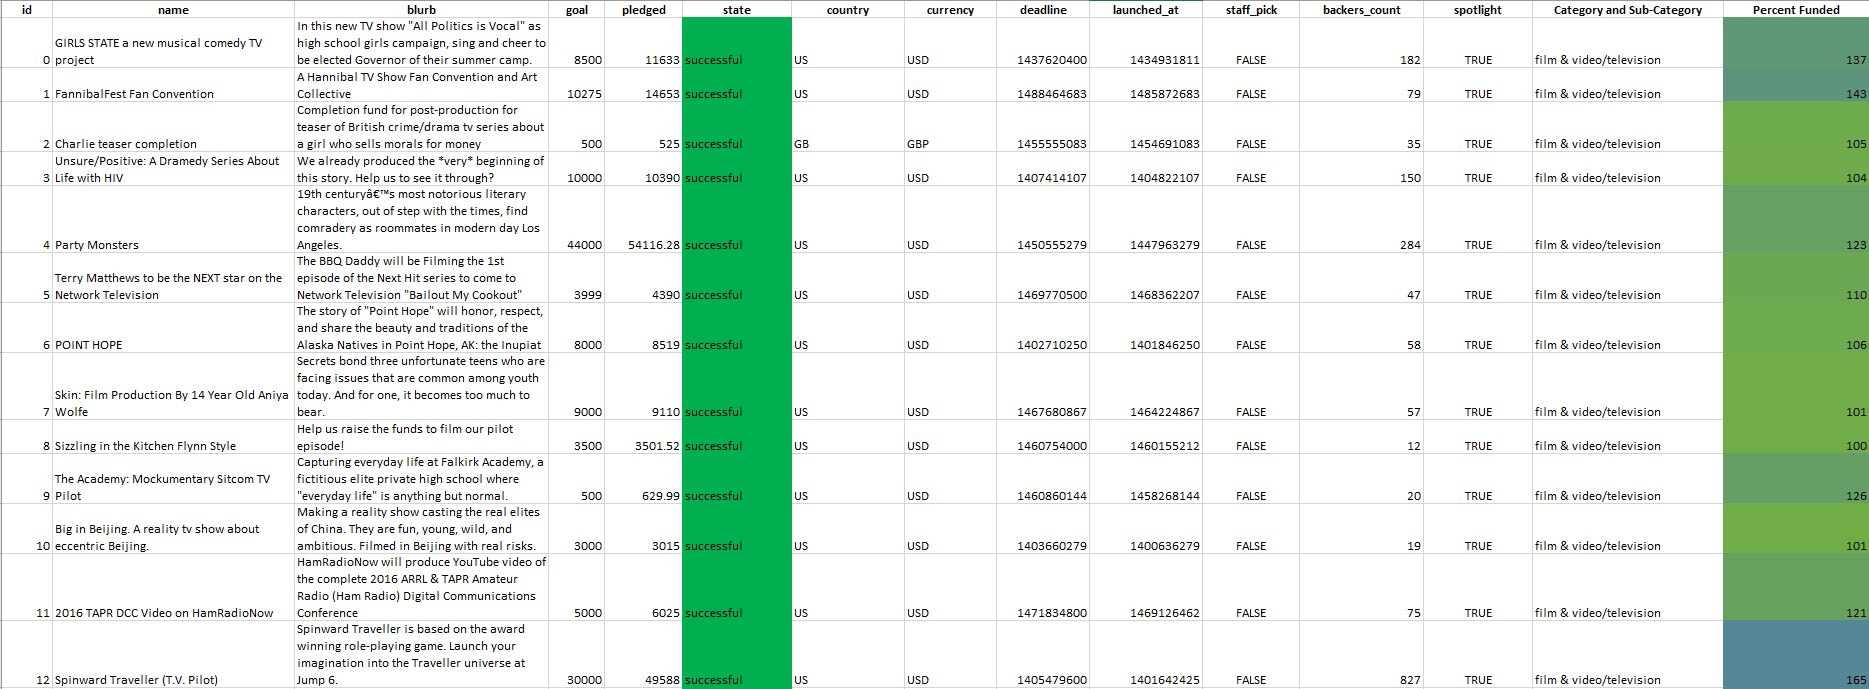 id name blurb goal pledged state country currency deadline launched_at staff_pick backers_count spotlight Category and Sub-Category Percent Funded
In this new TV show "All Politics is Vocal" as
GIRLS STATE a new musical comedy TV high school girls campaign, sing and cheer to
0 project be elected Governor of their summer camp. 8500 11633 successful US USD 1437620400 1434931811 FALSE 182 TRUE film & video/television 137
A Hannibal TV Show Fan Convention and Art
1 FannibalFest Fan Convention Collective 10275 14653 successful US USD 1488464683 1485872683 FALSE 79 TRUE film & video/television 143
Completion fund for post-production for
teaser of British crime/drama tv series about
2 Charlie teaser completion a girl who sells morals for money 500 525 successful GB GBP 1455555083 1454691083 FALSE 35 TRUE film & video/television 105
Unsure/Positive: A Dramedy Series About We already produced the *very* beginning of
3 Life with HIV this story. Help us to see it through? 10000 10390 successful US USD 1407414107 1404822107 FALSE 150 TRUE film & video/television 104
19th centuryâ€™s most notorious literary
characters, out of step with the times, find
comradery as roommates in modern day Los
4 Party Monsters Angeles. 44000 54116.28 successful US USD 1450555279 1447963279 FALSE 284 TRUE film & video/television 123
The BBQ Daddy will be Filming the 1st
Terry Matthews to be the NEXT star on the episode of the Next Hit series to come to
5 Network Television Network Television "Bailout My Cookout" 3999 4390 successful US USD 1469770500 1468362207 FALSE 47 TRUE film & video/television 110
The story of "Point Hope" will honor, respect,
and share the beauty and traditions of the
6 POINT HOPE Alaska Natives in Point Hope, AK: the Inupiat 8000 8519 successful US USD 1402710250 1401846250 FALSE 58 TRUE film & video/television 106
Secrets bond three unfortunate teens who are
facing issues that are common among youth
Skin: Film Production By 14 Year Old Aniya today. And for one, it becomes too much to
7 Wolfe bear. 9000 9110 successful US USD 1467680867 1464224867 FALSE 57 TRUE film & video/television 101
Help us raise the funds to film our pilot
8 Sizzling in the Kitchen Flynn Style episode! 3500 3501.52 successful US USD 1460754000 1460155212 FALSE 12 TRUE film & video/television 100
Capturing everyday life at Falkirk Academy, a
The Academy: Mockumentary Sitcom TV fictitious elite private high school where
9 Pilot "everyday life" is anything but normal. 500 629.99 successful US USD 1460860144 1458268144 FALSE 20 TRUE film & video/television 126
Making a reality show casting the real elites
Big in Beijing. A reality tv show about of China. They are fun, young, wild, and
10 eccentric Beijing. ambitious. Filmed in Beijing with real risks. 3000 3015 successful US USD 1403660279 1400636279 FALSE 19 TRUE film & video/television 101
HamRadioNow will produce YouTube video of
the complete 2016 ARRL & TAPR Amateur
Radio (Ham Radio) Digital Communications
11 2016 TAPR DCC Video on HamRadioNow Conference 5000 6025 successful US USD 1471834800 1469126462 FALSE 75 TRUE film & video/television 121
Spinward Traveller is based on the award
winning role-playing game. Launch your
imagination into the Traveller universe at
12 Spinward Traveller (T.V. Pilot) Jump 6. 30000 49588 successful US USD 1405479600 1401642425 FALSE 827 TRUE film & video/television 165